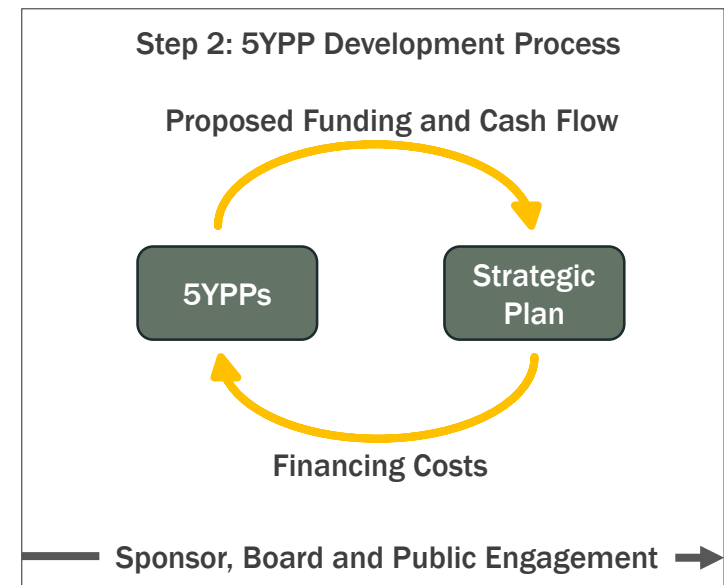 Step 2: 5YPP Development Process
Proposed Funding and Cash Flow
5YPPs
Strategic
Plan
Financing Costs
Sponsor, Board and Public Engagement